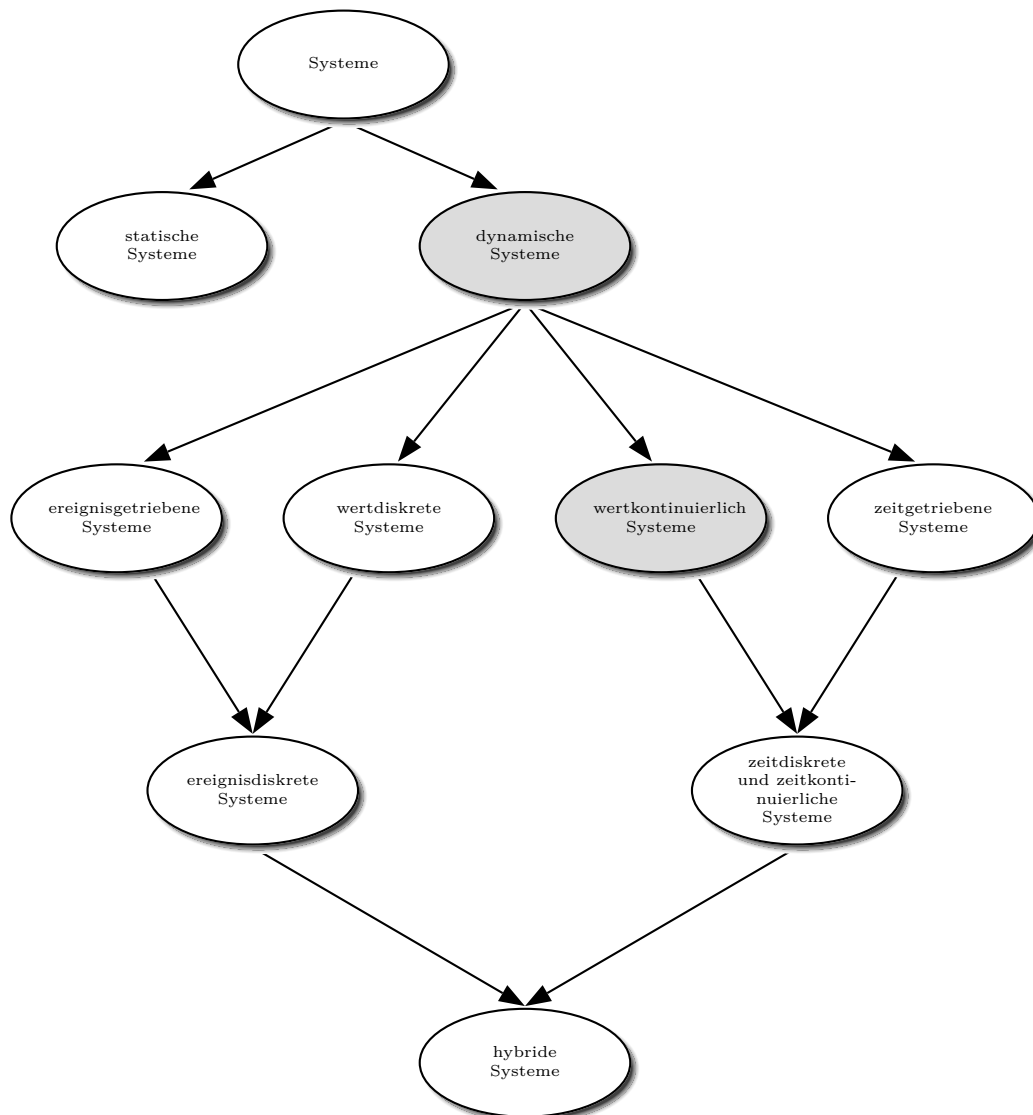 Systeme
statische
Systeme
dynamische
Systeme
ereignisgetriebene
Systeme
wertdiskrete
Systeme
wertkontinuierlich
Systeme
zeitgetriebene
Systeme
ereignisdiskrete
Systeme
zeitdiskrete
und zeitkonti-
nuierliche
Systeme
hybride
Systeme